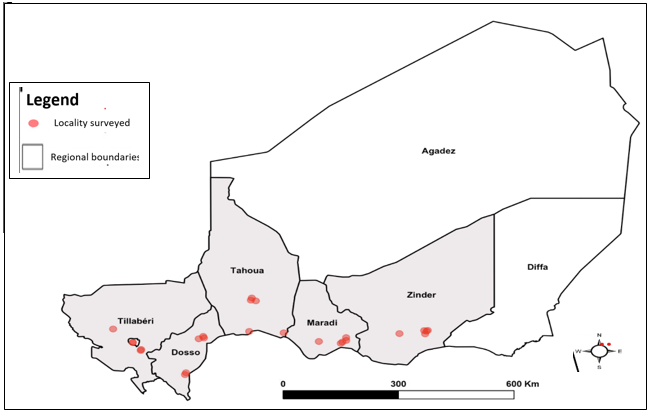 Legend
Locality surveyed
Regional boundaries
Agadez
Tahoua
Diffa
Zinder
Tillabéri
Maradi
Dosso
N
W E
S
0 300 600 Km